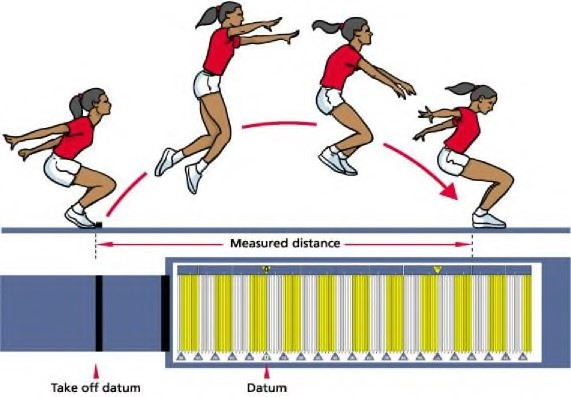 Measured distance
Take off datum
Datum